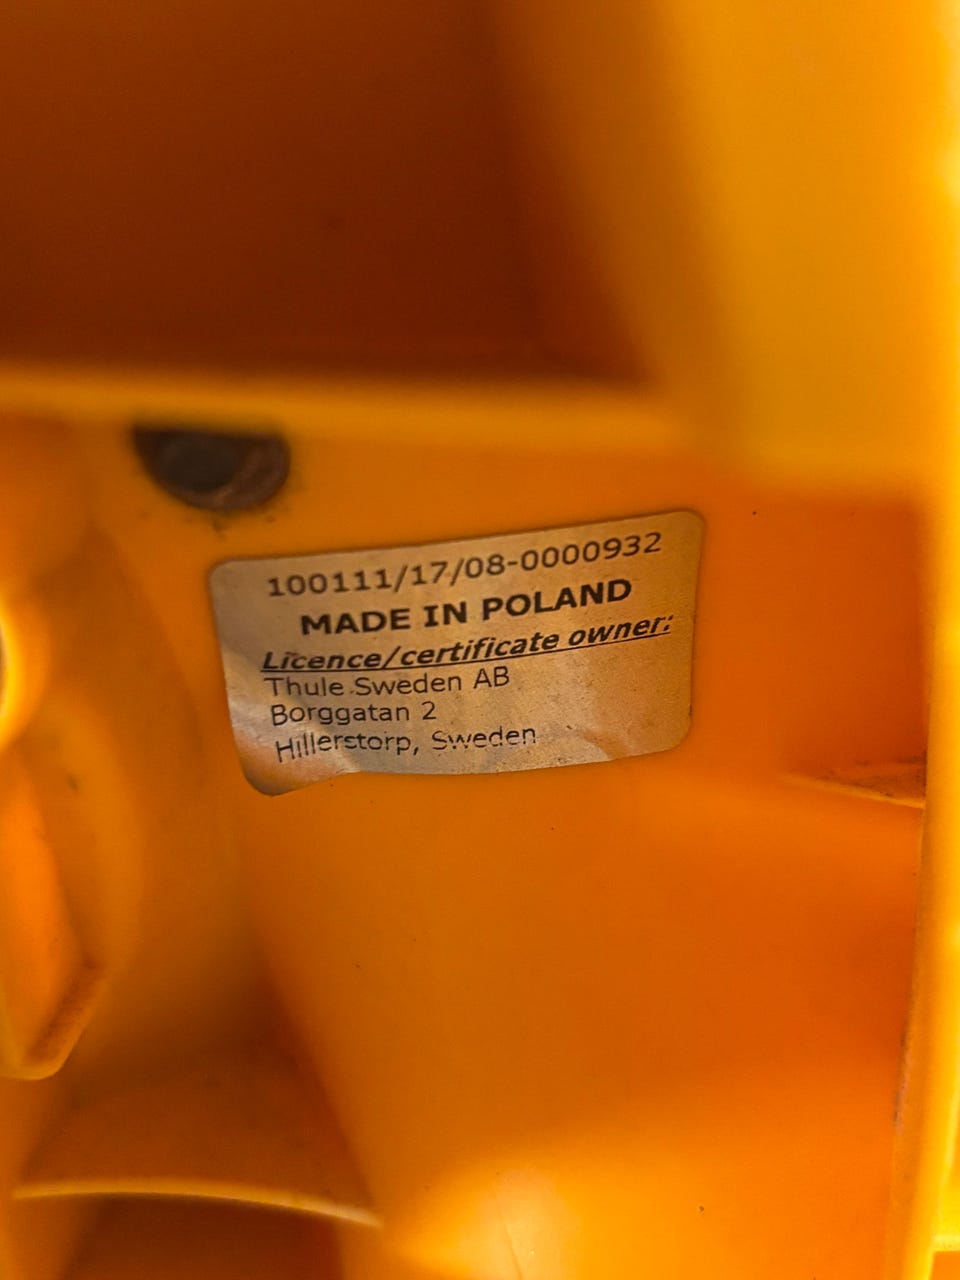 100111/17/08-0000932
MADE IN POLAND
Licence/certificate owner:
Thule Sweden AB
Borggatan 2
Hillerstorp, Sweden